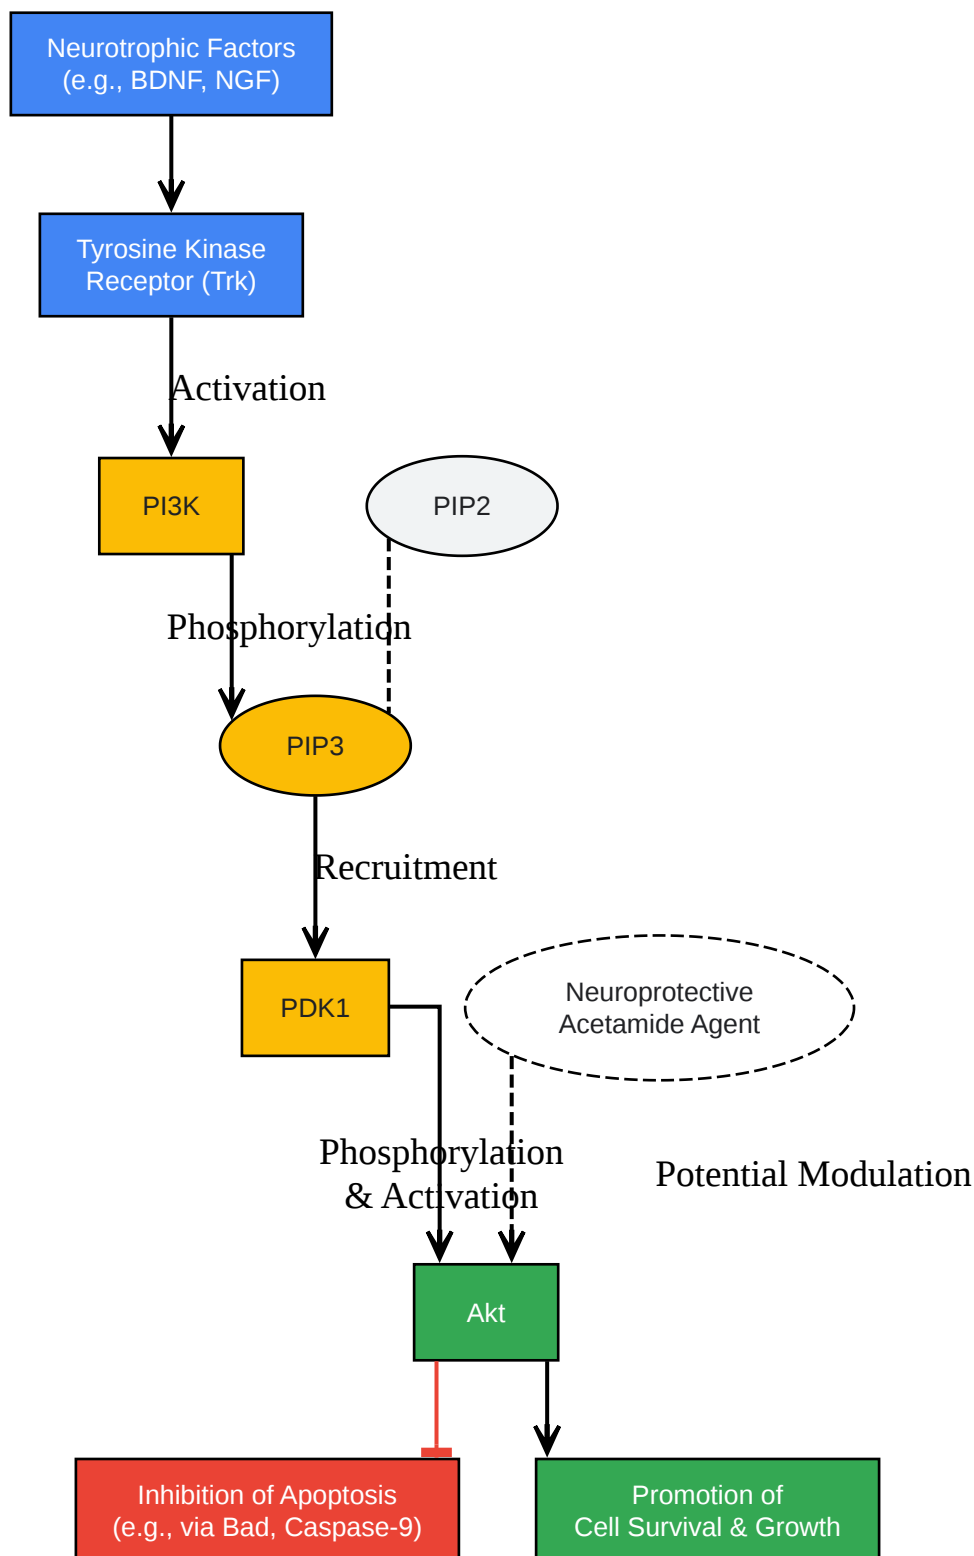 Neurotrophic Factors
(e.g., BDNF, NGF)
Tyrosine Kinase
Receptor (Trk)
Activation
PI3K
PIP2
Phosphorylation
PIP3
Recruitment
PDK1
Neuroprotective
Acetamide Agent
Phosphorylation
& Activation
Potential Modulation
Akt
Inhibition of Apoptosis
(e.g., via Bad, Caspase-9)
Promotion of
Cell Survival & Growth